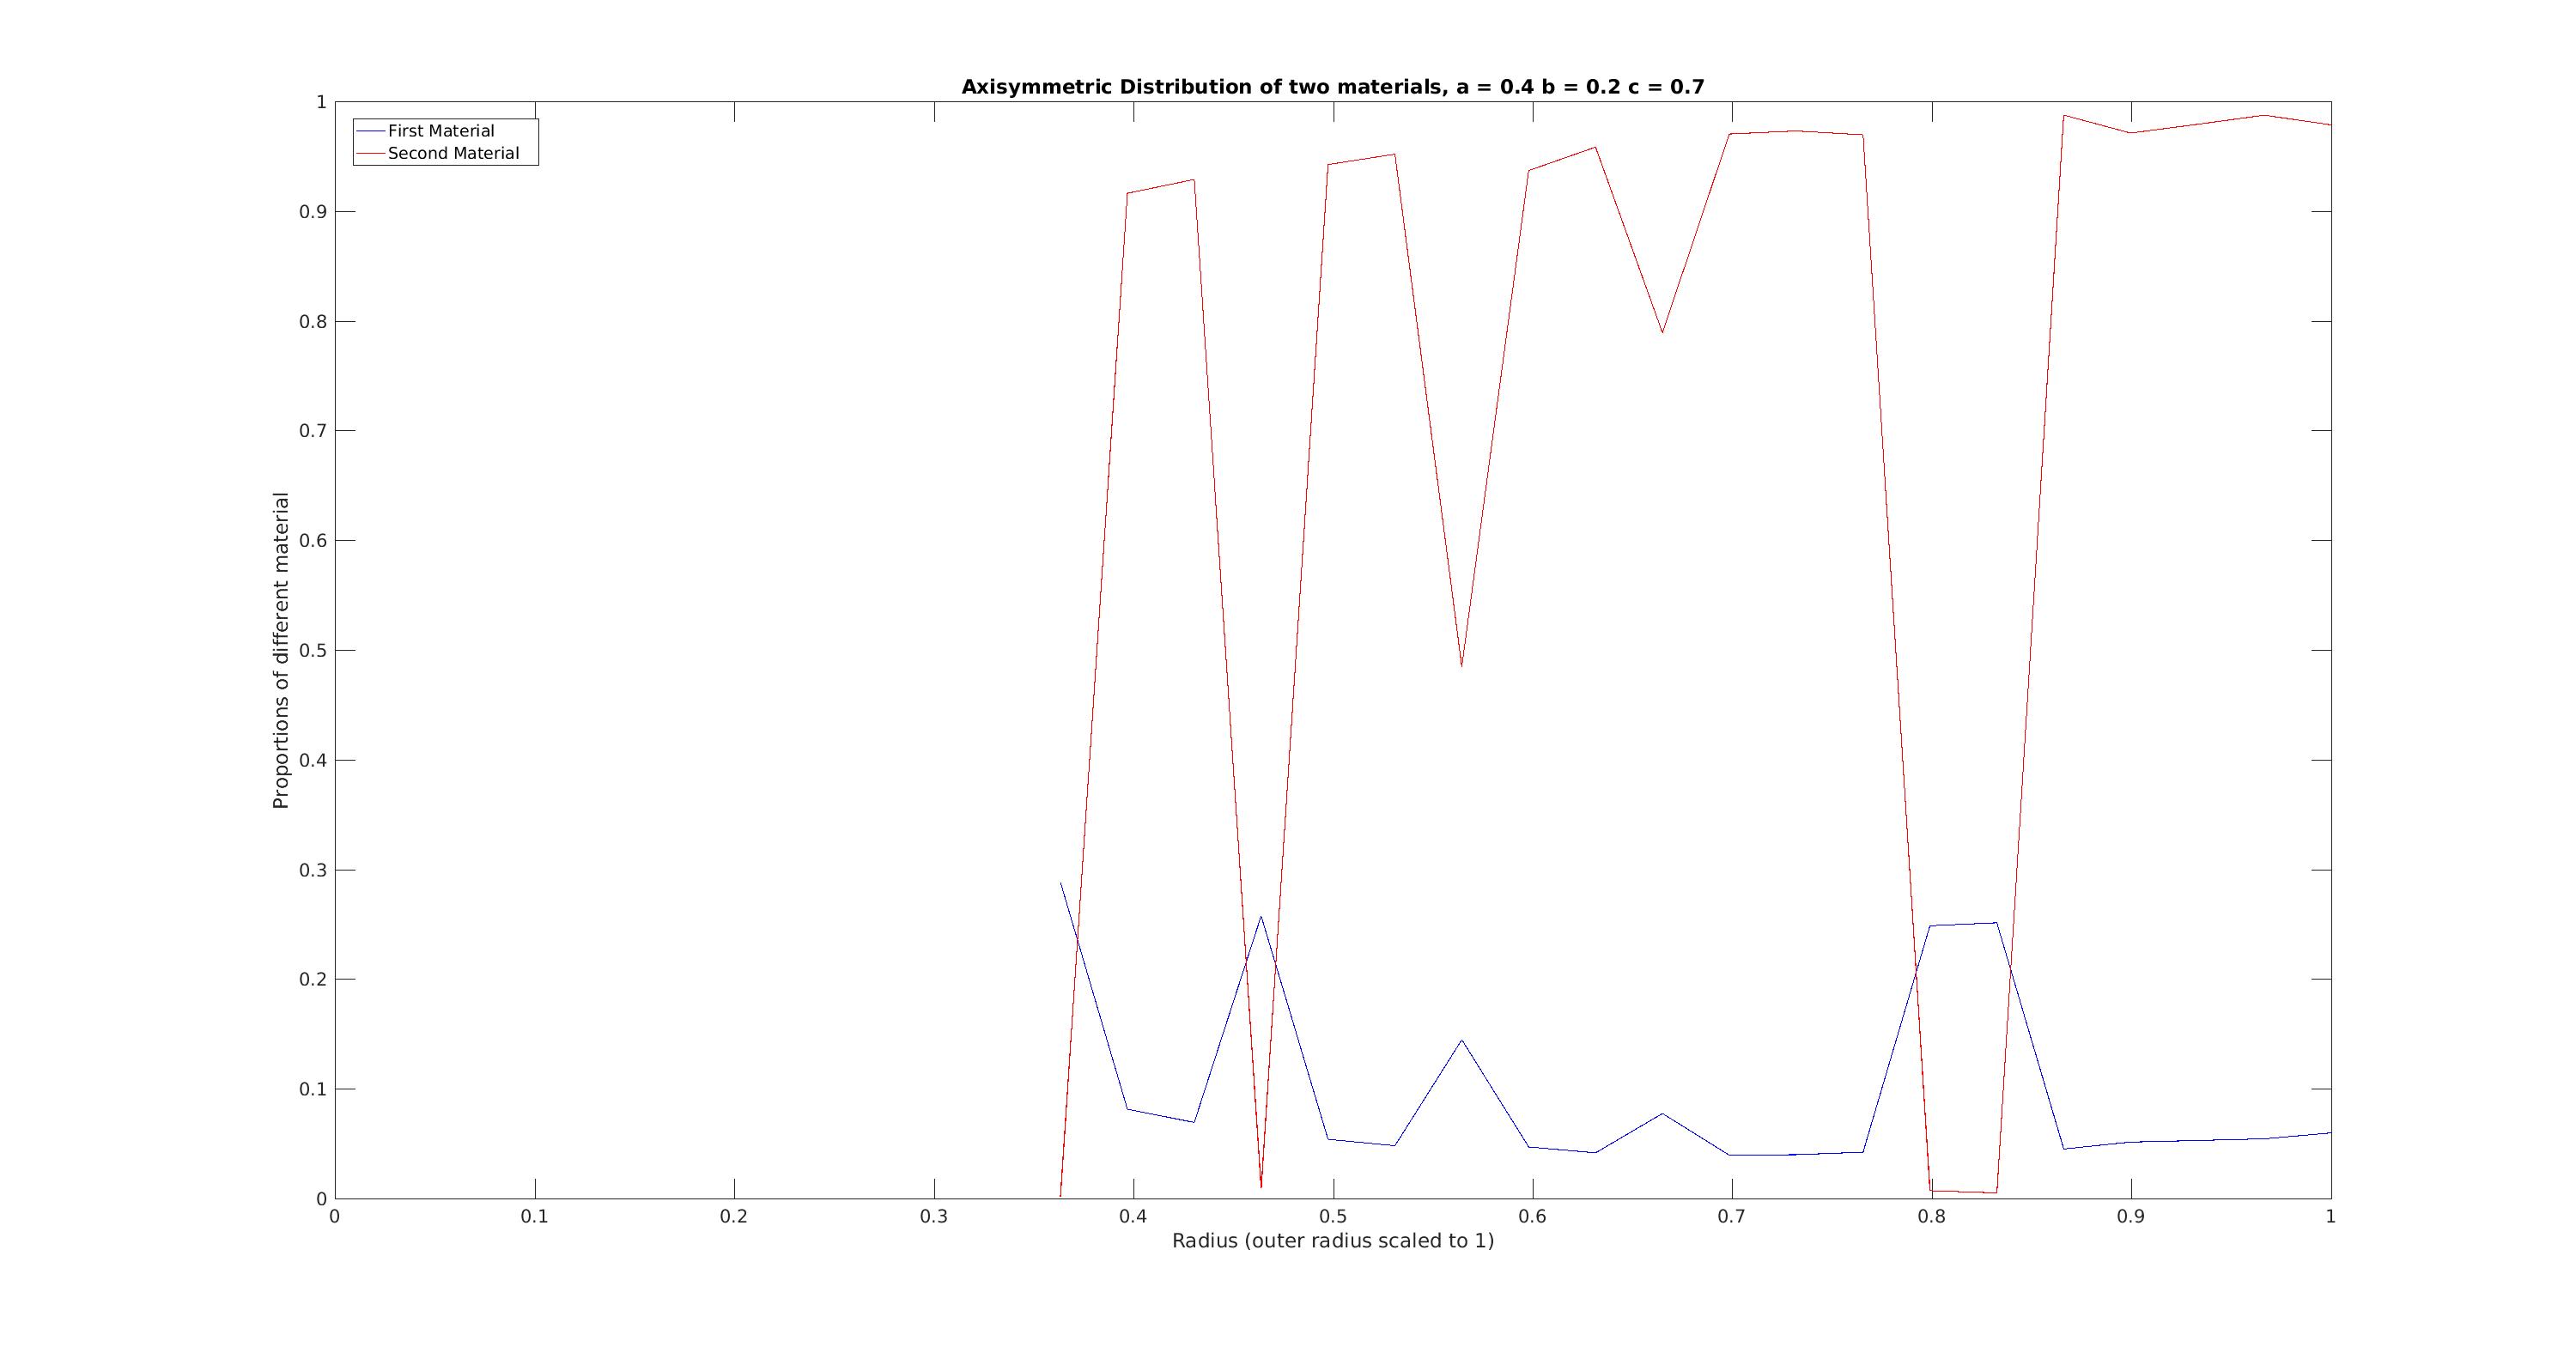 Axisymmetric Distribution of two materials, a = 0.4 b = 0.2 c = 0.7
First Material
Second Material
Proportions of different material
1
0.9
0.8
0.7
0.6
0.5
0.4
0.3
0.2
0.1
0
0 0.1 0.2 0.3 0.4 0.5 0.6 0.7 0.8 0.9 1
Radius (outer radius scaled to 1)